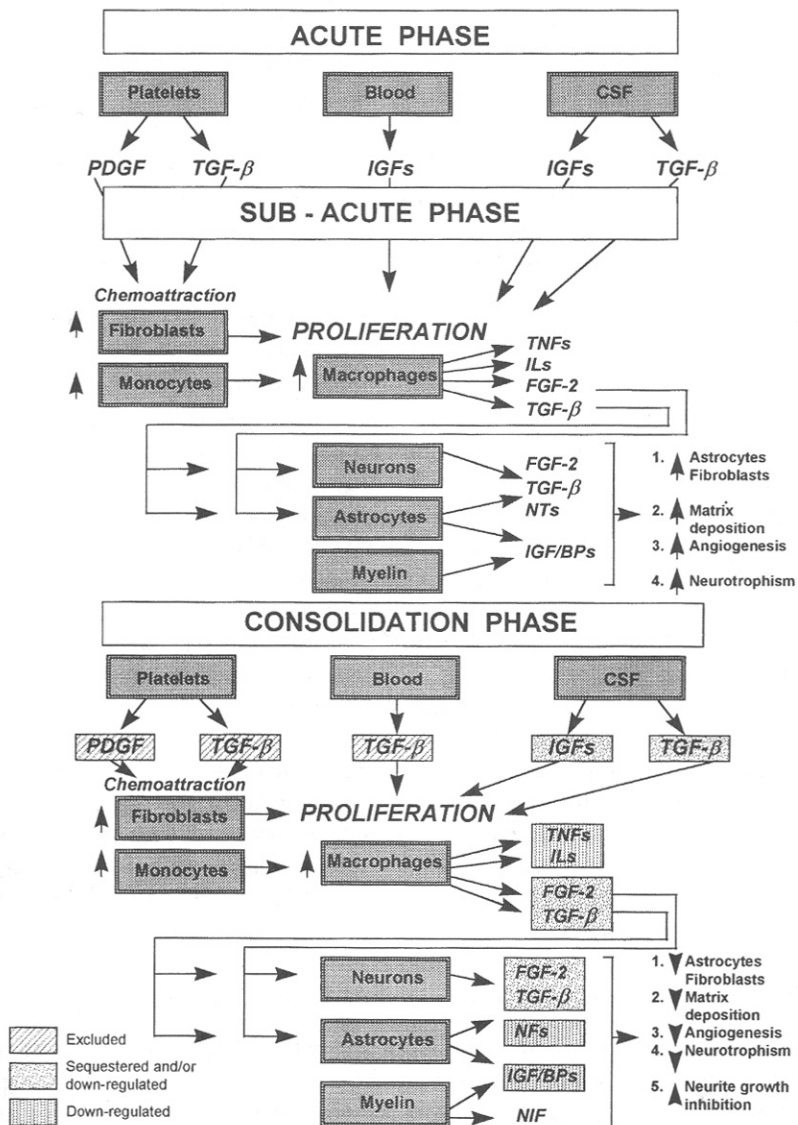 ACUTE PHASE
Platelets Blood CSF
PDGF TGF-β IGFs IGFs TGF-β
SUB - ACUTE PHASE
Chemoattraction
Fibroblasts PROLIFERATION
Monocytes Macrophages
TNFs
ILs
FGF-2
TGF-β
Neurons
Astrocytes
Myelin
FGF-2
TGF-β
NTs
IGF/BPs
1. Astrocytes
Fibroblasts
2. Matrix
deposition
3. Angiogenesis
4. Neurotrophism
CONSOLIDATION PHASE
Platelets Blood CSF
PDGF TGF-β TGF-β IGFs TGF-β
Chemoattraction
Fibroblasts PROLIFERATION
Monocytes Macrophages
TNFs
ILs
FGF-2
TGF-β
Neurons
Astrocytes
Myelin
FGF-2
TGF-β
NFs
IGF/BPs
NIF
1. Astrocytes
Fibroblasts
2. Matrix
deposition
3. Angiogenesis
4. Neurotrophism
5. Neurite growth
inhibition
Excluded
Sequestered and/or
down-regulated
Down-regulated